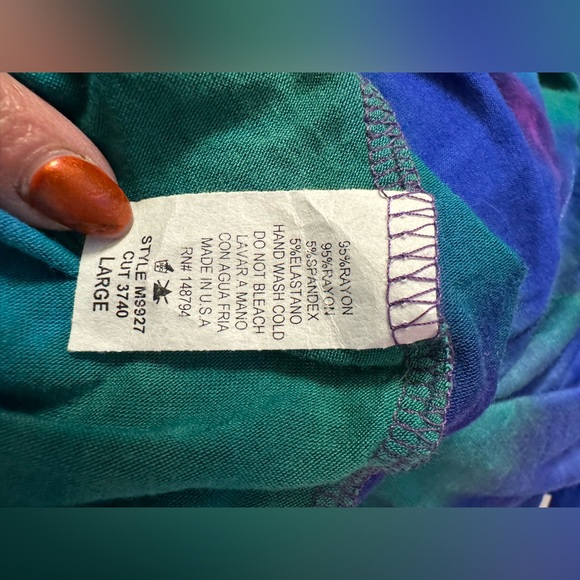 95%RAYON
5%SPANDEX
95%RAYON
5%ELASTANO
HAND WASH COLD
DO NOT BLEACH
LAVAR A MANO
CON AGUA FRIA
MADE IN U.S.A
RN# 148794
STYLE MS927
CUT 3740
LARGE